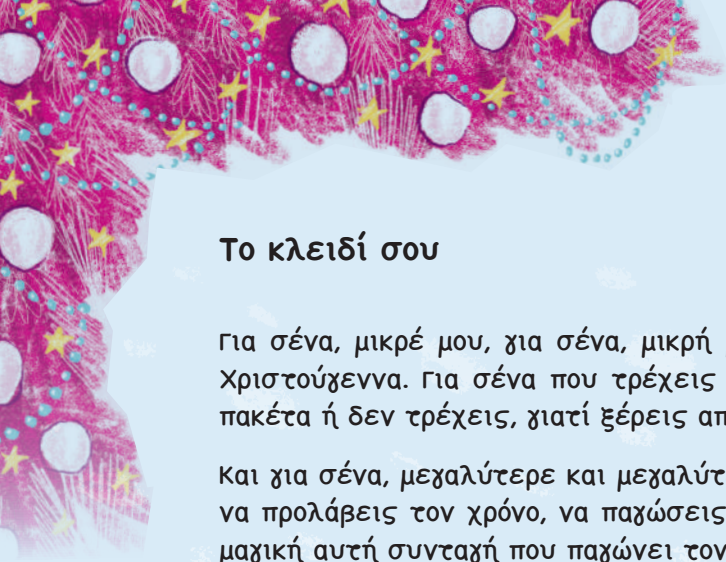 Το κλειδί σου
Για σένα, μικρέ μου, για σένα, μικρή
Χριστούγεννα. Για σένα που τρέχεις
πακέτα ή δεν τρέχεις, γιατί ξέρεις απ
Και για σένα, μεγαλύτερε και μεγαλύτ
να προλάβεις τον χρόνο, να παγώσεις
μαγική αυτή συνταγή που παγώνει τον